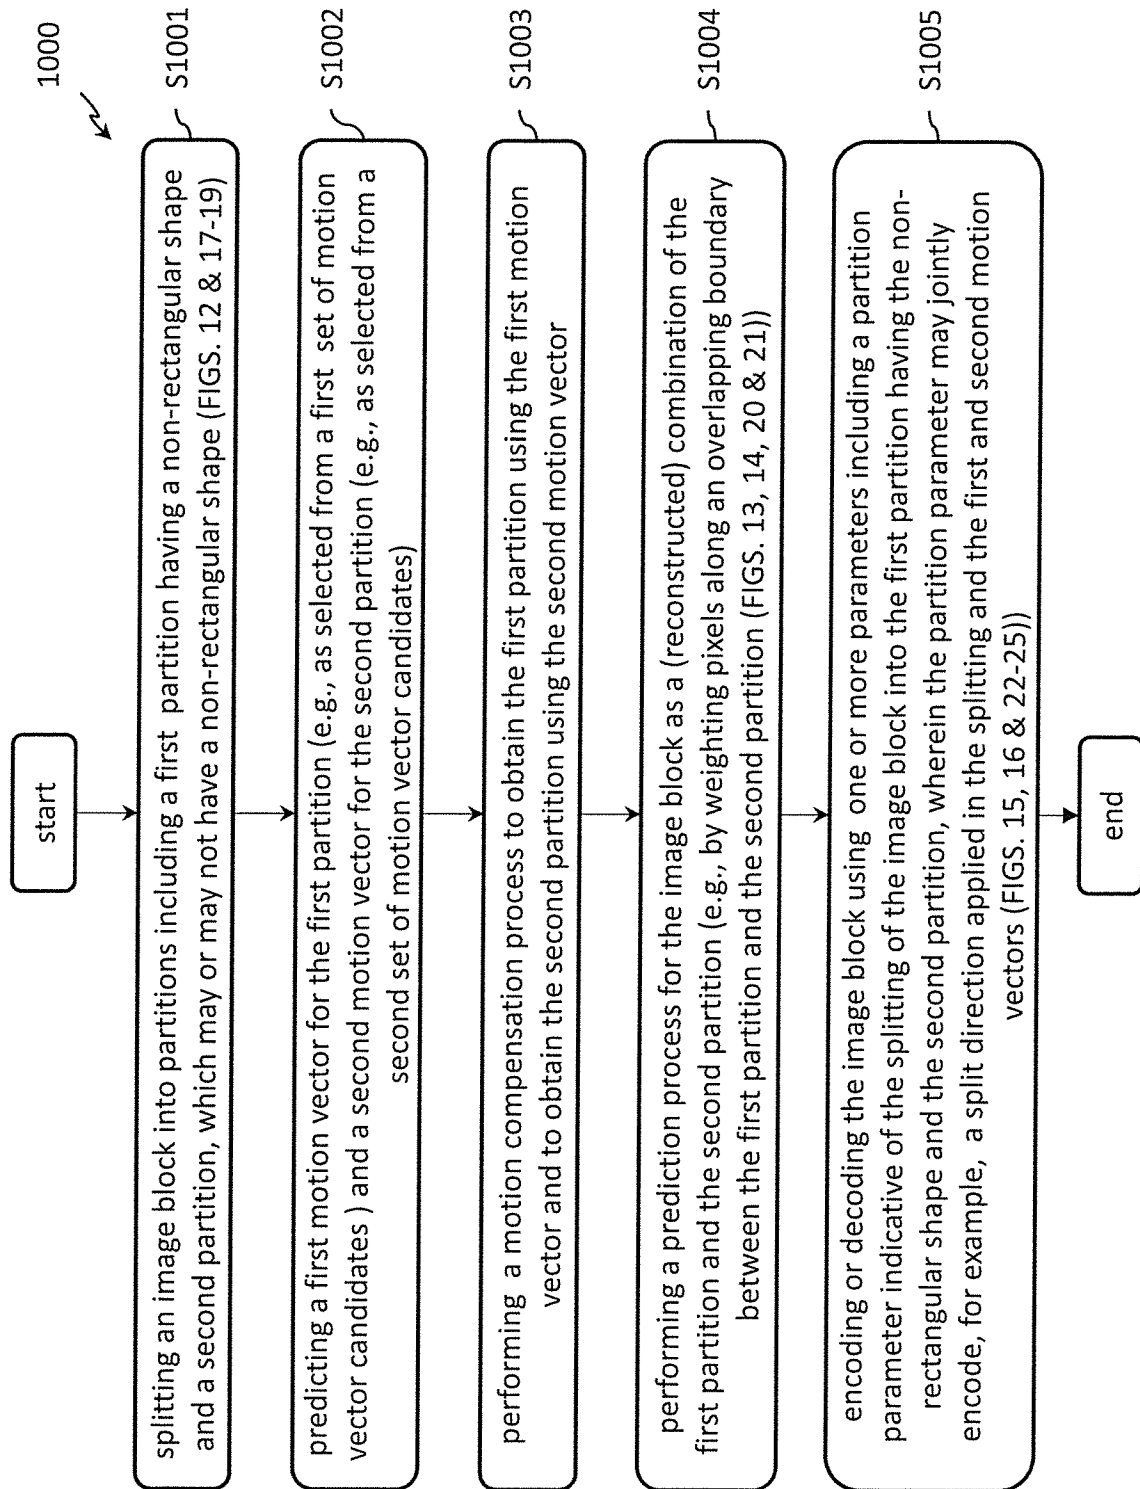 1000
start
S1001
splitting an image block into partitions including a first partition having a non-rectangular shape
and a second partition, which may or may not have a non-rectangular shape (FIGS. 12 & 17-19)
S1002
predicting a first motion vector for the first partition (e.g., as selected from a first set of motion
vector candidates ) and a second motion vector for the second partition (e.g., as selected from a
second set of motion vector candidates)
S1003
performing a motion compensation process to obtain the first partition using the first motion
vector and to obtain the second partition using the second motion vector
S1004
performing a prediction process for the image block as a (reconstructed) combination of the
first partition and the second partition (e.g., by weighting pixels along an overlapping boundary
between the first partition and the second partition (FIGS. 13, 14, 20 & 21))
S1005
encoding or decoding the image block using one or more parameters including a partition
parameter indicative of the splitting of the image block into the first partition having the non-
rectangular shape and the second partition, wherein the partition parameter may jointly
encode, for example, a split direction applied in the splitting and the first and second motion
vectors (FIGS. 15, 16 & 22-25))
end